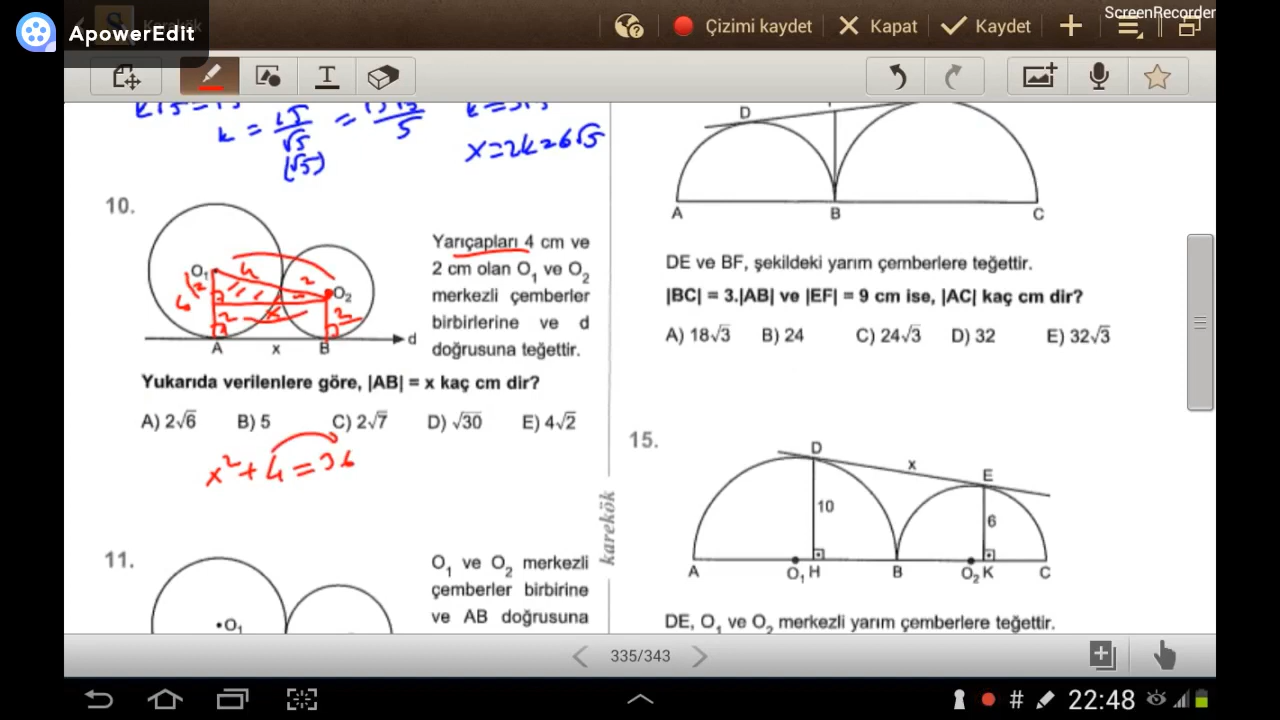 ScreenRecorder
ApowerEdit
Çizimi kaydet
Kapat
Kaydet
T
x=2k=6√5
10.
O₁
O₂
4
2
2
2
2
x
A
x
B
d
Yarıçapları 4 cm ve
2 cm olan O₁ ve O₂
merkezli çemberler
birbirlerine ve d
doğrusuna teğettir.
Yukarıda verilenlere göre, |AB| = x kaç cm dir?
A) 2√6 B) 5 C) 2√7 D) √30 E) 4√2
x² + 4 = 36
11.
O₁
O₁ ve O₂ merkezli
çemberler birbirine
ve AB doğrusuna
karekök
D
A
B
C
DE ve BF, şekildeki yarım çemberlere teğettir.
|BC| = 3.|AB| ve |EF| = 9 cm ise, |AC| kaç cm dir?
A) 18√3 B) 24 C) 24√3 D) 32 E) 32√3
15.
D
x
E
10
6
A
O₁ H
B
O₂ K
C
DE, O₁ ve O₂ merkezli yarım çemberlere teğettir.
335/343
22:48